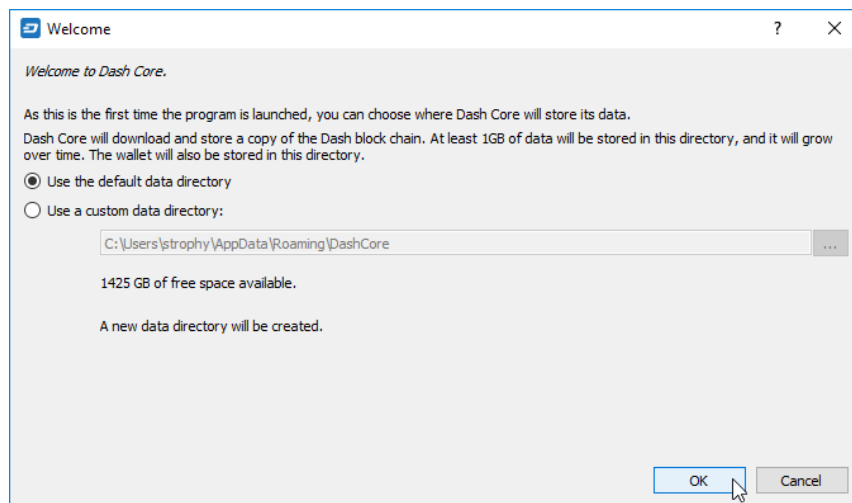 Welcome
?
Welcome to Dash Core.
As this is the first time the program is launched, you can choose where Dash Core will store its data.
Dash Core will download and store a copy of the Dash block chain. At least 1GB of data will be stored in this directory, and it will grow
over time. The wallet will also be stored in this directory.
Use the default data directory
Use a custom data directory:
C:\Users\strophy\AppData\Roaming\DashCore
...
1425 GB of free space available.
A new data directory will be created.
OK
Cancel